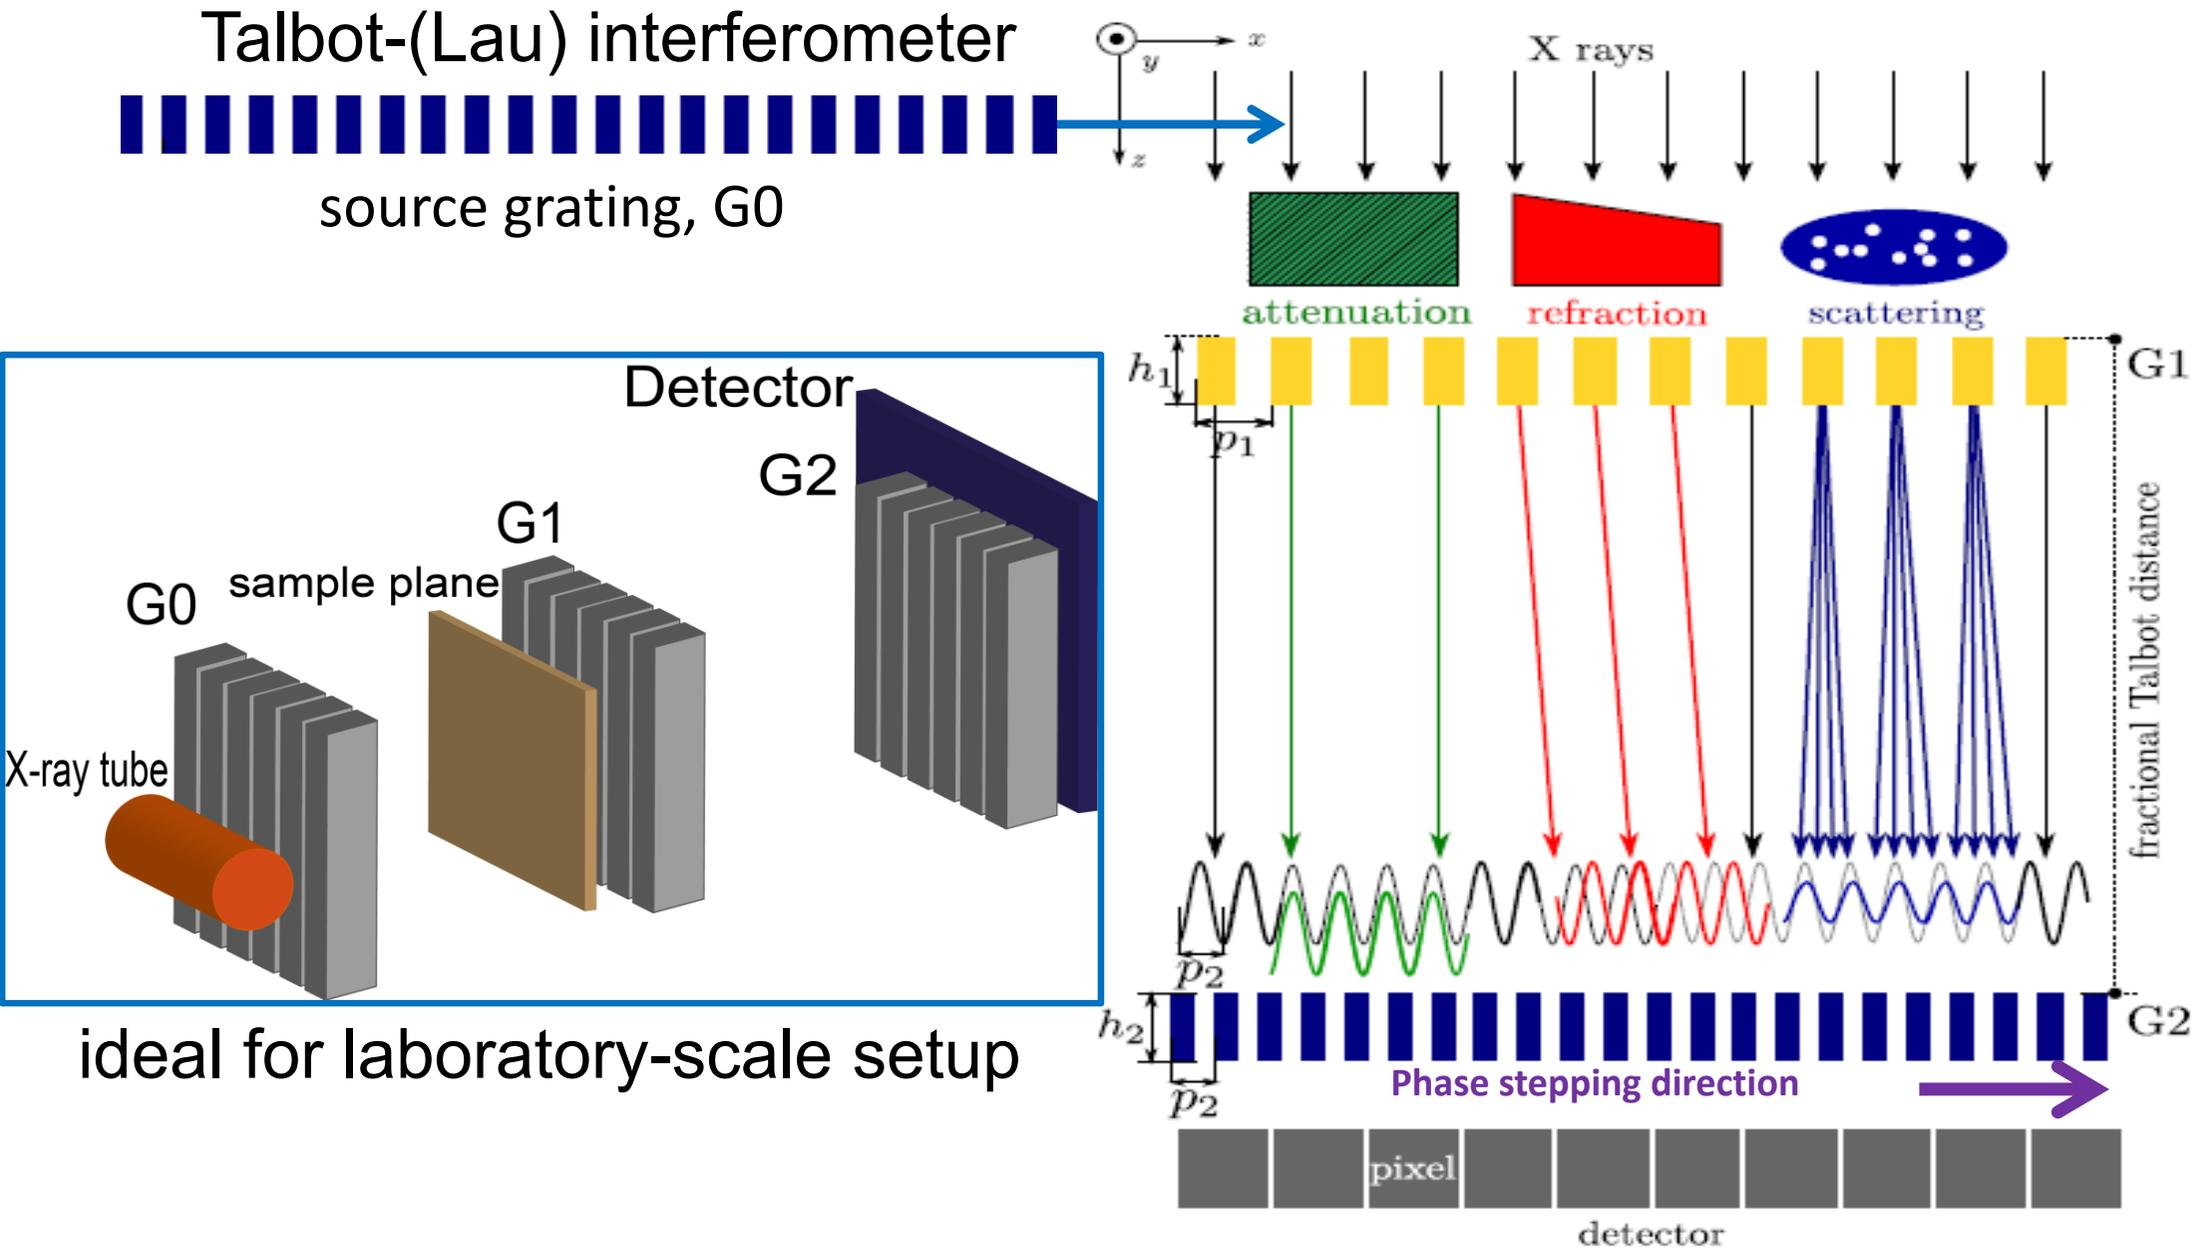 Talbot-(Lau) interferometer
source grating, G0
x
y
z
X rays
attenuation
refraction
scattering
h1
p1
G1
fractional Talbot distance
p2
h2
p2
G2
Phase stepping direction
pixel
detector
Detector
G2
G1
sample plane
G0
X-ray tube
ideal for laboratory-scale setup